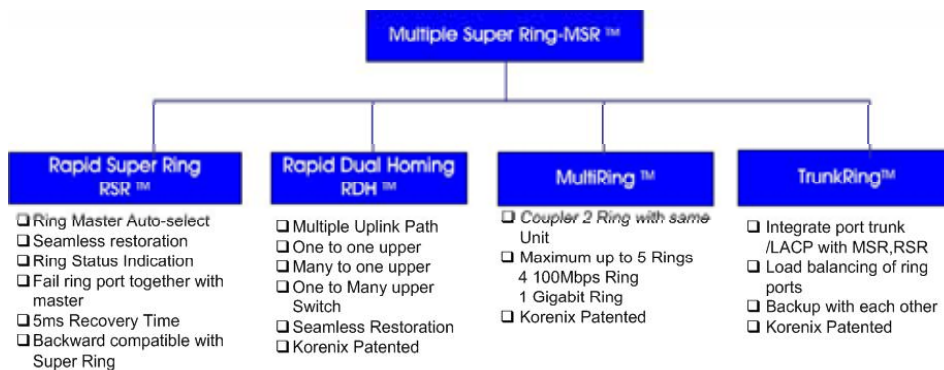 Multiple Super Ring-MSR ™
Rapid Super Ring
RSR ™
Ring Master Auto-select
Seamless restoration
Ring Status Indication
Fail ring port together with
master
5ms Recovery Time
Backward compatible with
Super Ring
Rapid Dual Homing
RDH ™
Multiple Uplink Path
One to one upper
Many to one upper
One to Many upper
Switch
Seamless Restoration
Korenix Patented
MultiRing ™
Coupler 2 Ring with same
Unit
Maximum up to 5 Rings
4 100Mbps Ring
1 Gigabit Ring
Korenix Patented
TrunkRing™
Integrate port trunk
/LACP with MSR,RSR
Load balancing of ring
ports
Backup with each other
Korenix Patented